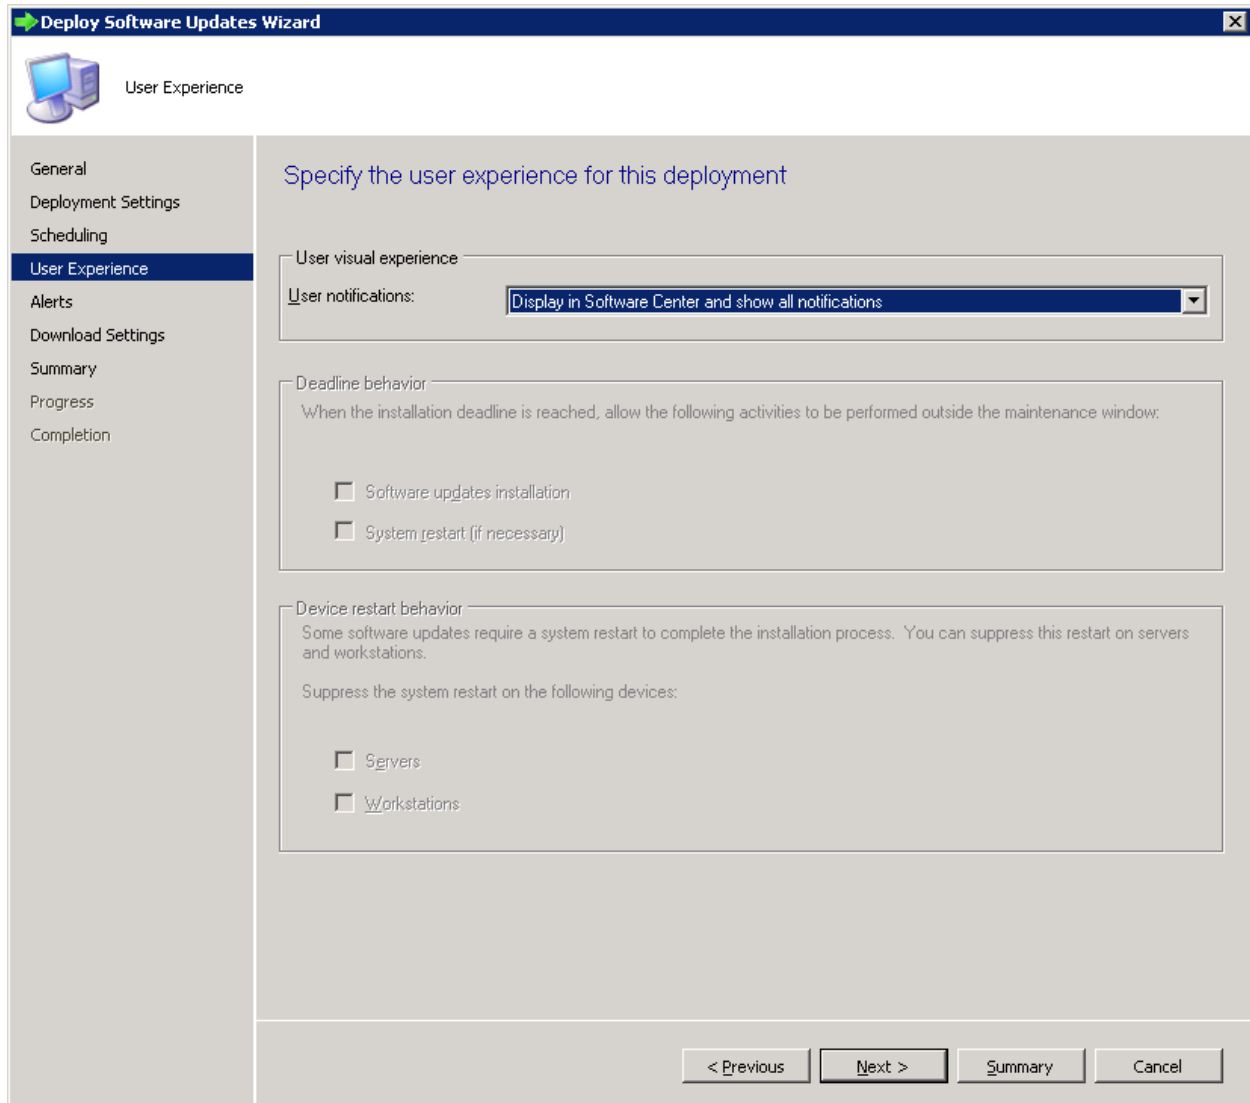 Deploy Software Updates Wizard
User Experience
General
Deployment Settings
Scheduling
User Experience
Alerts
Download Settings
Summary
Progress
Completion
Specify the user experience for this deployment
User visual experience
User notifications:
Display in Software Center and show all notifications
Deadline behavior
When the installation deadline is reached, allow the following activities to be performed outside the maintenance window:
Software updates installation
System restart (if necessary)
Device restart behavior
Some software updates require a system restart to complete the installation process.  You can suppress this restart on servers
and workstations.
Suppress the system restart on the following devices:
Servers
Workstations
< Previous
Next >
Summary
Cancel